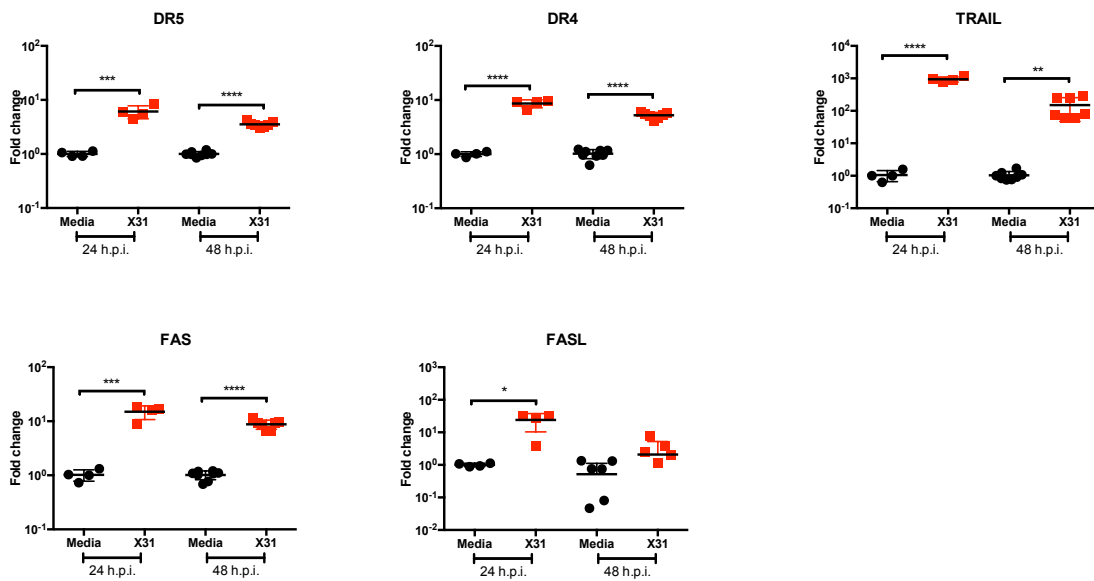 DR5
Fold change
10^2
10^1
10^0
10^-1
***
****
Media X31 Media X31
24 h.p.i. 48 h.p.i.
DR4
Fold change
10^2
10^1
10^0
10^-1
****
****
Media X31 Media X31
24 h.p.i. 48 h.p.i.
TRAIL
Fold change
10^4
10^3
10^2
10^1
10^0
10^-1
****
**
Media X31 Media X31
24 h.p.i. 48 h.p.i.
FAS
Fold change
10^2
10^1
10^0
10^-1
***
****
Media X31 Media X31
24 h.p.i. 48 h.p.i.
FASL
Fold change
10^3
10^2
10^1
10^0
10^-1
10^-2
*
Media X31 Media X31
24 h.p.i. 48 h.p.i.